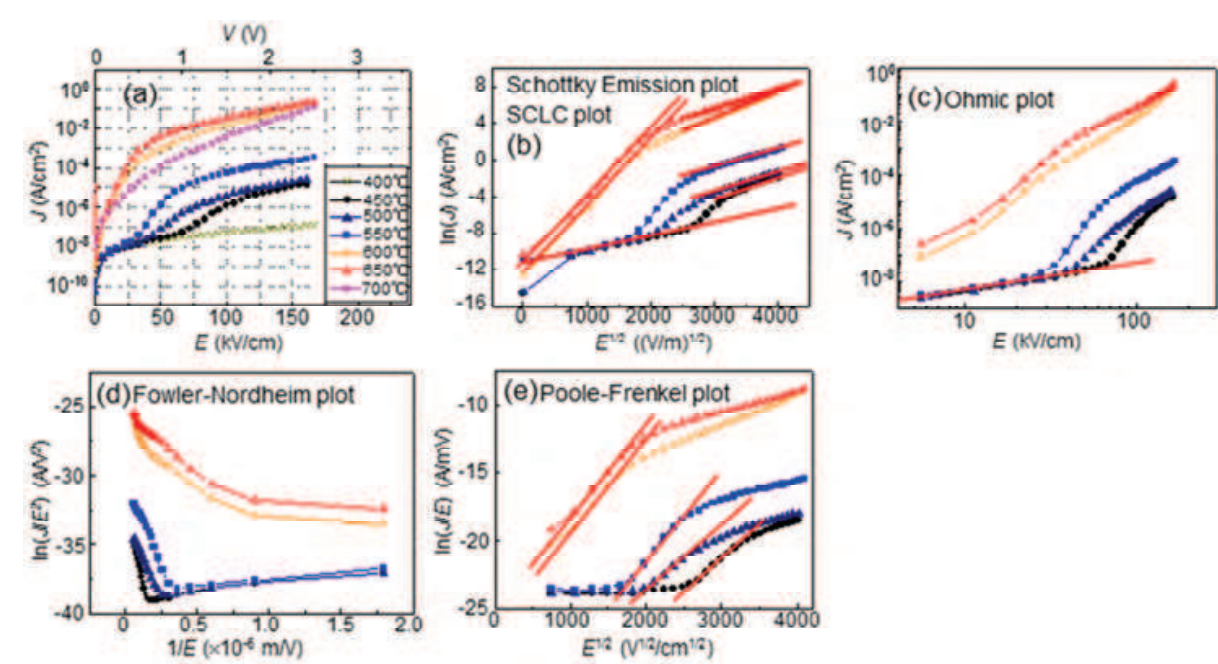 V (V)
0 1 2 3
(a)
10⁰
10⁻²
10⁻⁴
10⁻⁶
10⁻⁸
10⁻¹⁰
J (A/cm²)
400℃
450℃
500℃
550℃
600℃
650℃
700℃
0 50 100 150 200
E (kV/cm)
Schottky Emission plot
SCLC plot
(b)
8
4
0
-4
-8
-12
-16
ln(J) (A/cm²)
0 1000 2000 3000 4000
E^1/2 ((V/m)^1/2)
(c) Ohmic plot
10⁰
10⁻²
10⁻⁴
10⁻⁶
10⁻⁸
J (A/cm²)
10 100
E (kV/cm)
(d) Fowler-Nordheim plot
-25
-30
-35
-40
ln(J/E²) (A/V²)
0 0.5 1.0 1.5 2.0
1/E (×10⁻⁶ m/V)
(e) Poole-Frenkel plot
-10
-15
-20
-25
ln(J/E) (A/mV)
0 1000 2000 3000 4000
E^1/2 (V^1/2/cm^1/2)